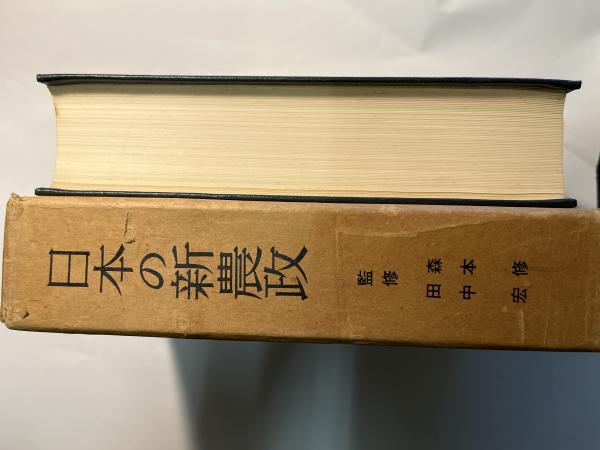 日本の新農政
監修
森本修
田中宏